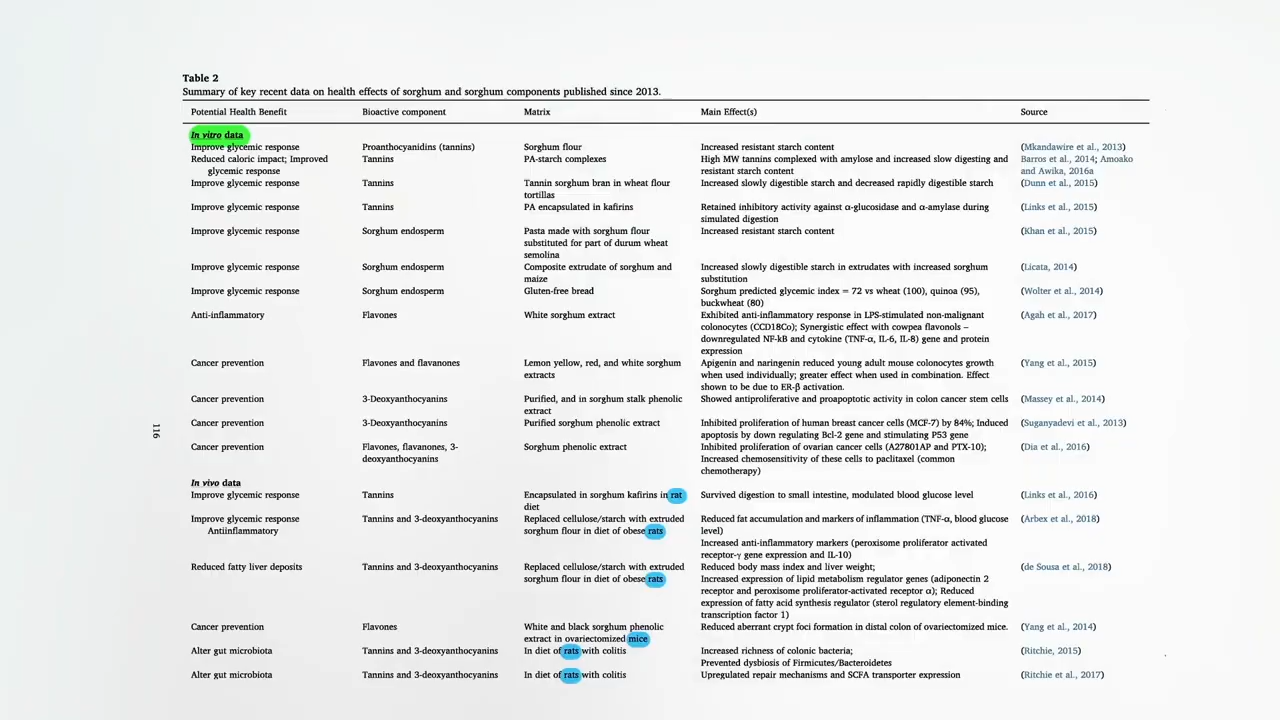 Table 2
Summary of key recent data on health effects of sorghum and sorghum components published since 2013.
Potential Health Benefit Bioactive component Matrix Main Effect(s) Source
In vitro data
Improve glycemic response Proanthocyanidins (tannins) Sorghum flour Increased resistant starch content (Mkandawire et al., 2013)
Reduced caloric impact; Improved Tannins PA-starch complexes High MW tannins complexed with amylose and increased slow digesting and Barros et al., 2014; Amoako
glycemic response resistant starch content and Awika, 2016a
Improve glycemic response Tannins Tannin sorghum bran in wheat flour Increased slowly digestible starch and decreased rapidly digestible starch (Dunn et al., 2015)
tortillas
Improve glycemic response Tannins PA encapsulated in kafirins Retained inhibitory activity against α-glucosidase and α-amylase during (Links et al., 2015)
simulated digestion
Improve glycemic response Sorghum endosperm Pasta made with sorghum flour Increased resistant starch content (Khan et al., 2015)
substituted for part of durum wheat
semolina
Improve glycemic response Sorghum endosperm Composite extrudate of sorghum and Increased slowly digestible starch in extrudates with increased sorghum (Licata, 2014)
maize substitution
Improve glycemic response Sorghum endosperm Gluten-free bread Sorghum predicted glycemic index = 72 vs wheat (100), quinoa (95), (Wolter et al., 2014)
buckwheat (80)
Anti-inflammatory Flavones White sorghum extract Exhibited anti-inflammatory response in LPS-stimulated non-malignant (Agah et al., 2017)
colonocytes (CCD18Co); Synergistic effect with cowpea flavonols –
downregulated NF-kB and cytokine (TNF-α, IL-6, IL-8) gene and protein
expression
Cancer prevention Flavones and flavanones Lemon yellow, red, and white sorghum Apigenin and naringenin reduced young adult mouse colonocytes growth (Yang et al., 2015)
extracts when used individually; greater effect when used in combination. Effect
shown to be due to ER-β activation.
Cancer prevention 3-Deoxyanthocyanins Purified, and in sorghum stalk phenolic Showed antiproliferative and proapoptotic activity in colon cancer stem cells (Massey et al., 2014)
extract
Cancer prevention 3-Deoxyanthocyanins Purified sorghum phenolic extract Inhibited proliferation of human breast cancer cells (MCF-7) by 84%; Induced (Suganyadevi et al., 2013)
apoptosis by down regulating Bcl-2 gene and stimulating P53 gene
Cancer prevention Flavones, flavanones, 3- Sorghum phenolic extract Inhibited proliferation of ovarian cancer cells (A27801AP and PTX-10); (Dia et al., 2016)
deoxyanthocyanins Increased chemosensitivity of these cells to paclitaxel (common
chemotherapy)
In vivo data
Improve glycemic response Tannins Encapsulated in sorghum kafirins in rat Survived digestion to small intestine, modulated blood glucose level (Links et al., 2016)
diet
Improve glycemic response Tannins and 3-deoxyanthocyanins Replaced cellulose/starch with extruded Reduced fat accumulation and markers of inflammation (TNF-α, blood glucose (Arbex et al., 2018)
Antiinflammatory sorghum flour in diet of obese rats level)
Increased anti-inflammatory markers (peroxisome proliferator activated
receptor-γ gene expression and IL-10)
Reduced fatty liver deposits Tannins and 3-deoxyanthocyanins Replaced cellulose/starch with extruded Reduced body mass index and liver weight; (de Sousa et al., 2018)
sorghum flour in diet of obese rats Increased expression of lipid metabolism regulator genes (adiponectin 2
receptor and peroxisome proliferator-activated receptor α); Reduced
expression of fatty acid synthesis regulator (sterol regulatory element-binding
transcription factor 1)
Cancer prevention Flavones White and black sorghum phenolic Reduced aberrant crypt foci formation in distal colon of ovariectomized mice. (Yang et al., 2014)
extract in ovariectomized mice
Alter gut microbiota Tannins and 3-deoxyanthocyanins In diet of rats with colitis Increased richness of colonic bacteria; (Ritchie, 2015)
Prevented dysbiosis of Firmicutes/Bacteroidetes
Alter gut microbiota Tannins and 3-deoxyanthocyanins In diet of rats with colitis Upregulated repair mechanisms and SCFA transporter expression (Ritchie et al., 2017)
116